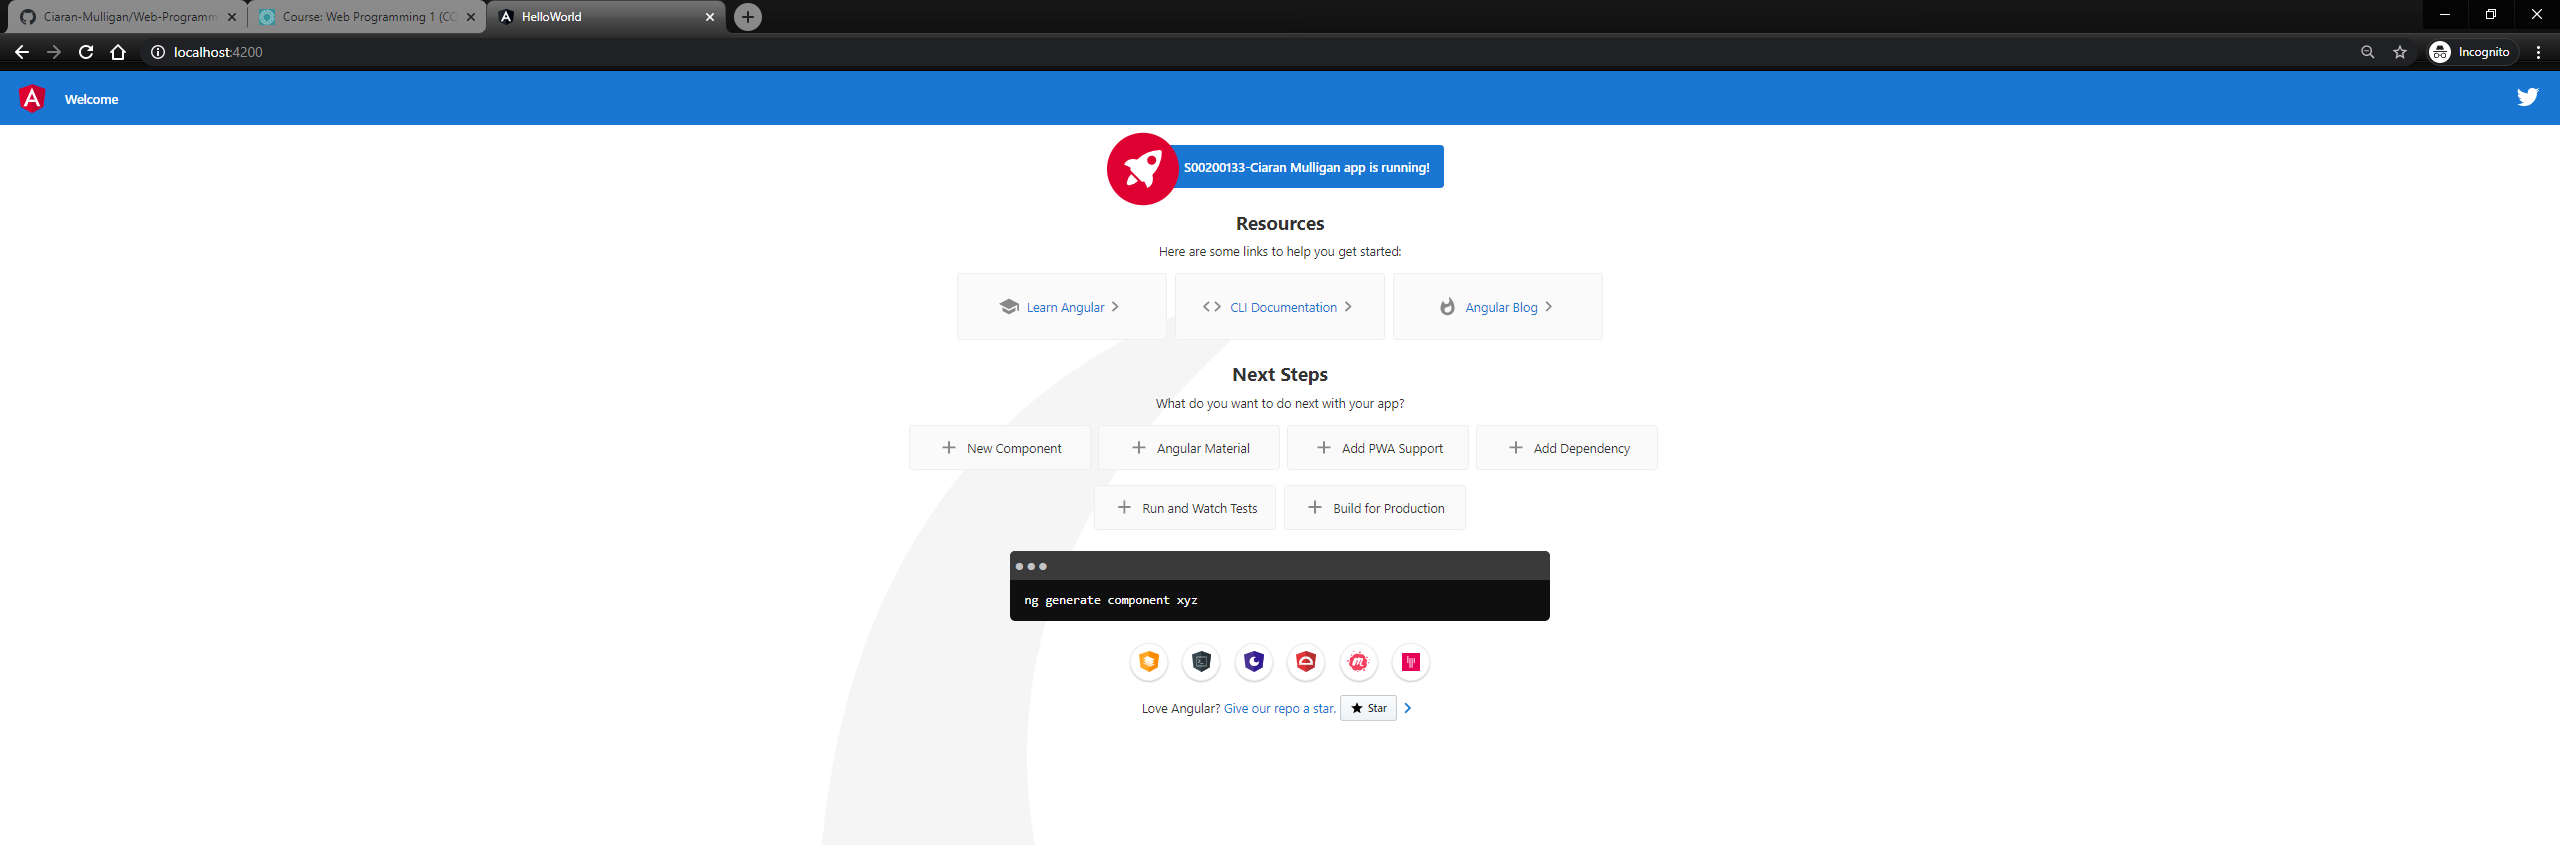 Ciaran-Mulligan/Web-Programm
Course: Web Programming 1 (CO
HelloWorld
localhost:4200
Incognito
Welcome
S00200133-Ciaran Mulligan app is running!
Resources
Here are some links to help you get started:
Learn Angular
CLI Documentation
Angular Blog
Next Steps
What do you want to do next with your app?
New Component
Angular Material
Add PWA Support
Add Dependency
Run and Watch Tests
Build for Production
ng generate component xyz
Love Angular? Give our repo a star. Star